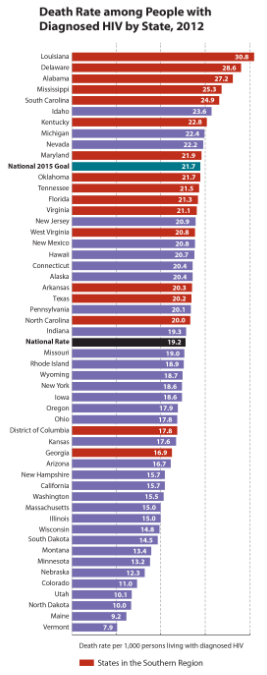 Death Rate among People with
Diagnosed HIV by State, 2012
Louisiana 30.8
Delaware 28.6
Alabama 27.2
Mississippi 25.3
South Carolina 24.9
Idaho 23.6
Kentucky 22.8
Michigan 22.4
Nevada 22.2
Maryland 21.9
National 2015 Goal 21.7
Oklahoma 21.7
Tennessee 21.5
Florida 21.3
Virginia 21.1
New Jersey 20.9
West Virginia 20.8
New Mexico 20.8
Hawaii 20.7
Connecticut 20.4
Alaska 20.4
Arkansas 20.3
Texas 20.2
Pennsylvania 20.1
North Carolina 20.0
Indiana 19.3
National Rate 19.2
Missouri 19.0
Rhode Island 18.9
Wyoming 18.7
New York 18.6
Iowa 18.6
Oregon 17.9
Ohio 17.8
District of Columbia 17.8
Kansas 17.6
Georgia 16.9
Arizona 16.7
New Hampshire 15.7
California 15.7
Washington 15.5
Massachusetts 15.0
Illinois 15.0
Wisconsin 14.8
South Dakota 14.5
Montana 13.4
Minnesota 13.2
Nebraska 12.3
Colorado 11.0
Utah 10.1
North Dakota 10.0
Maine 9.2
Vermont 7.9
Death rate per 1,000 persons living with diagnosed HIV
States in the Southern Region